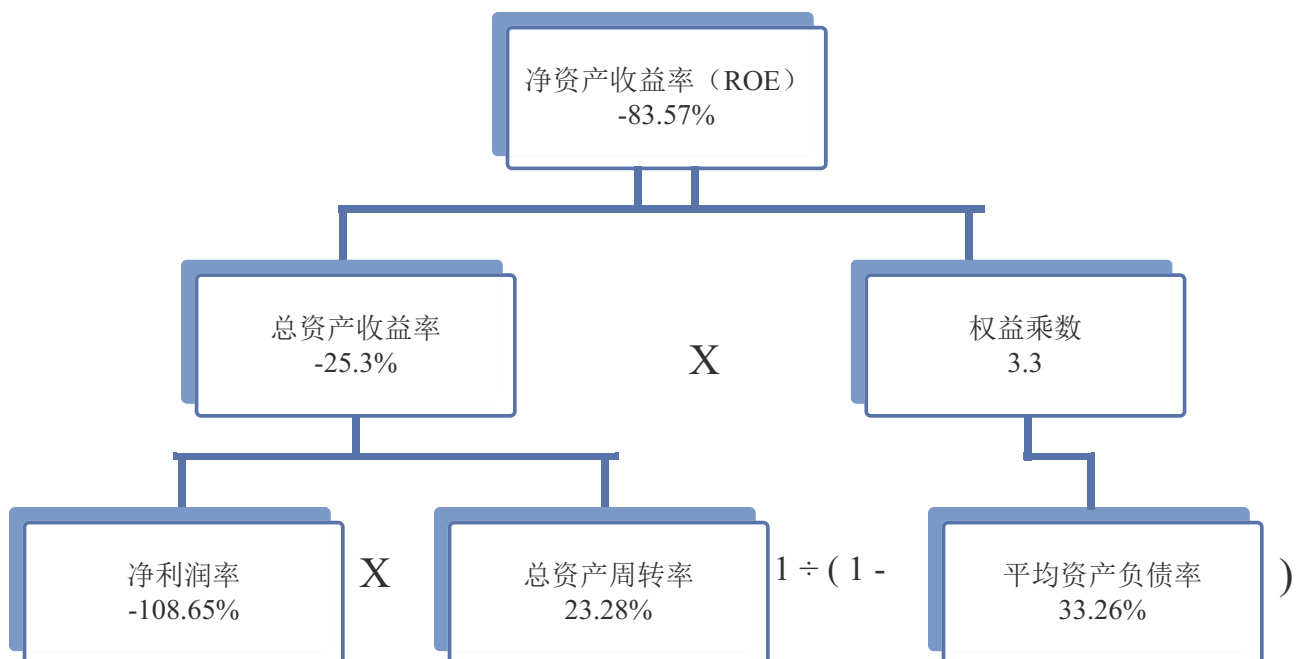 净资产收益率（ROE）
-83.57%
总资产收益率
-25.3%
X
权益乘数
3.3
净利润率
-108.65%
X
总资产周转率
23.28%
1 ÷ ( 1 -
平均资产负债率
33.26%
)